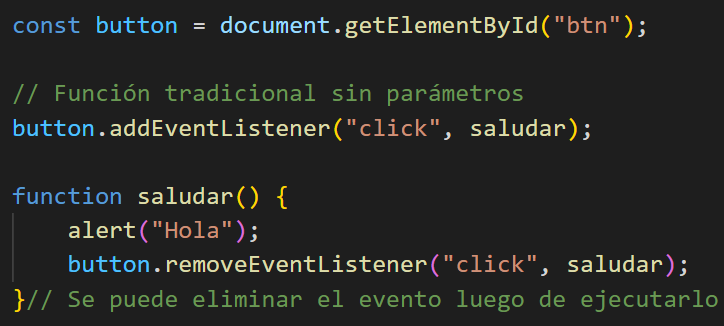 const button = document.getElementById("btn");
// Función tradicional sin parámetros
button.addEventListener("click", saludar);
function saludar() {
alert("Hola");
button.removeEventListener("click", saludar);
}// Se puede eliminar el evento luego de ejecutarlo